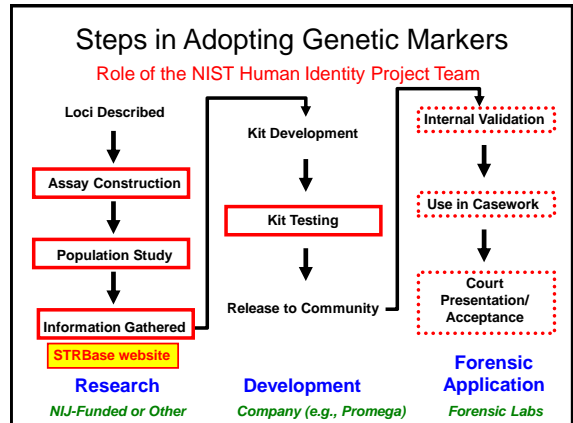 Steps in Adopting Genetic Markers
Role of the NIST Human Identity Project Team
Loci Described
Assay Construction
Population Study
Information Gathered
STRBase website
Research
NIJ-Funded or Other
Kit Development
Kit Testing
Release to Community
Development
Company (e.g., Promega)
Internal Validation
Use in Casework
Court
Presentation/
Acceptance
Forensic
Application
Forensic Labs